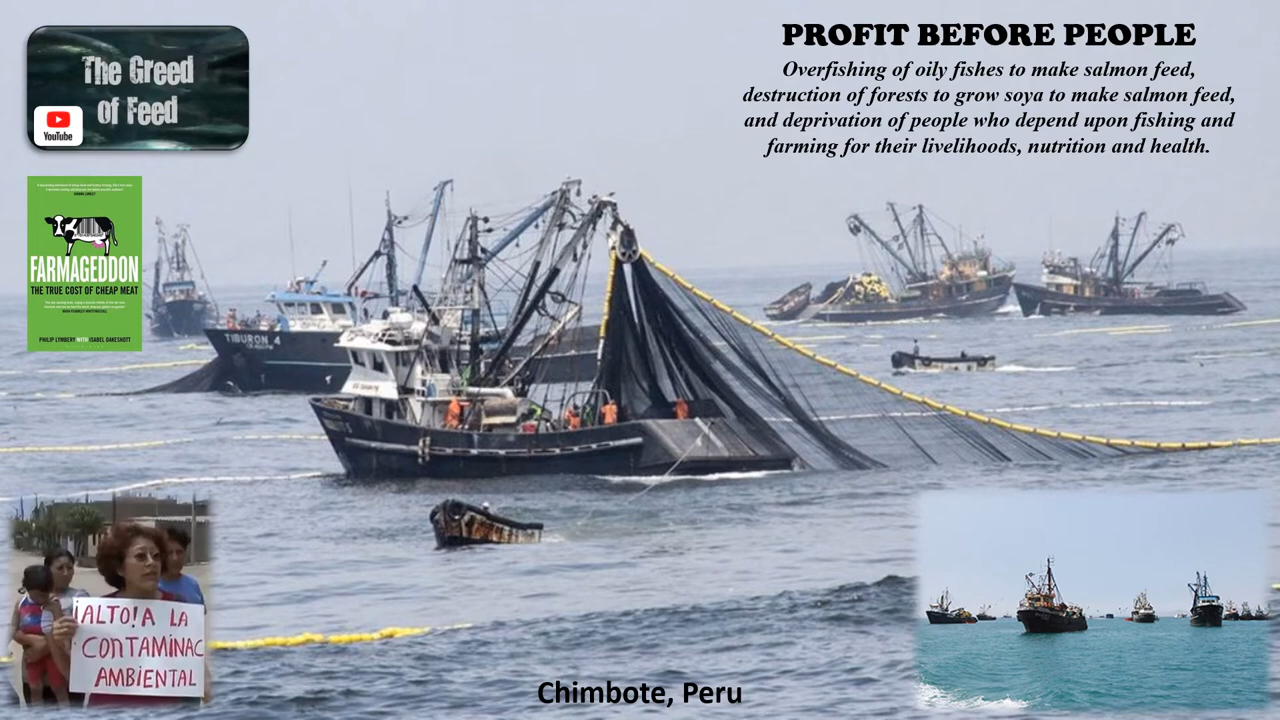 The Greed
of Feed
YouTube
PROFIT BEFORE PEOPLE
Overfishing of oily fishes to make salmon feed,
destruction of forests to grow soya to make salmon feed,
and deprivation of people who depend upon fishing and
farming for their livelihoods, nutrition and health.
FARMAGEDDON
THE TRUE COST OF CHEAP MEAT
PHILIP LYMBERY WITH ISABEL OAKESHOTT
TIBURON 4
¡ALTO!A LA
CONTAMINAC
AMBIENTAL
Chimbote, Peru